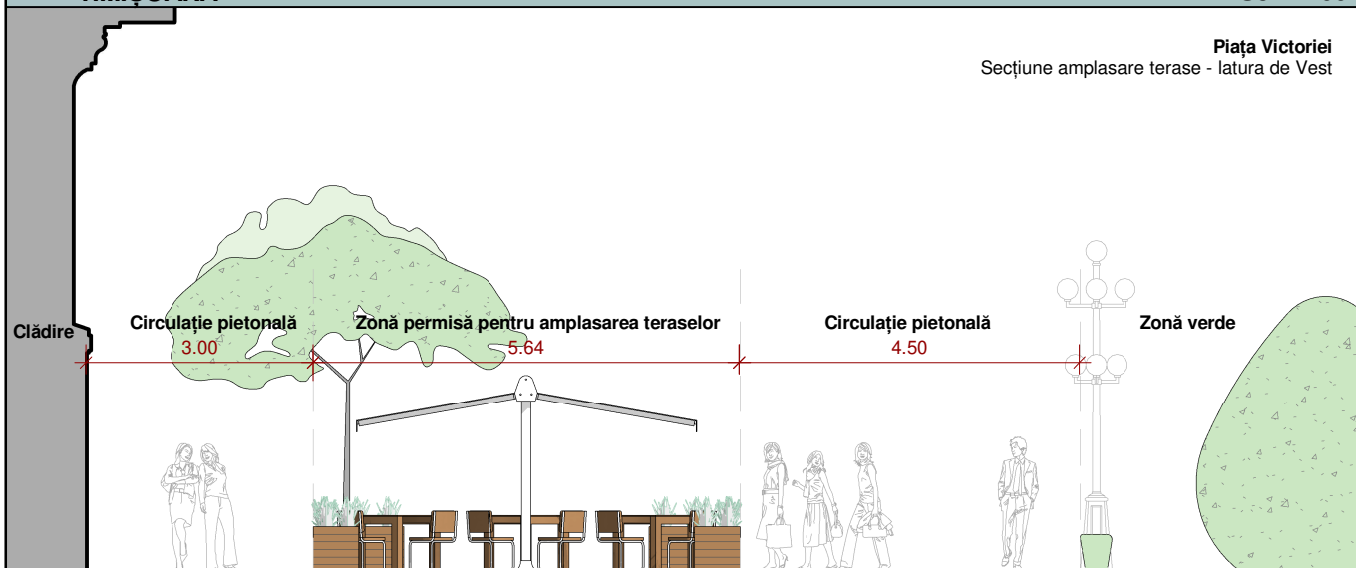 Piața Victoriei
Secțiune amplasare terase - latura de Vest
Clădire
Circulație pietonală
3.00
Zonă permisă pentru amplasarea teraselor
5.64
Circulație pietonală
4.50
Zonă verde